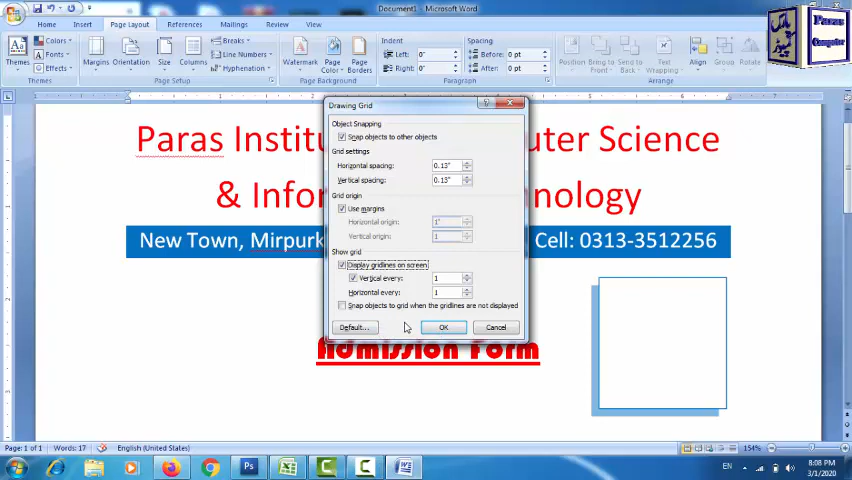 Document1 - Microsoft Word
Home Insert Page Layout References Mailings Review View
Themes
Colors
Fonts
Effects
Themes
Margins Orientation Size Columns
Breaks
Line Numbers
Hyphenation
Page Setup
Watermark Page Color Page Borders
Page Background
Indent
Left: 0"
Right: 0"
Spacing
Before: 0 pt
After: 0 pt
Paragraph
Bring to Front Send to Back Text Wrapping
Align Group Rotate
Paras
Computer
Paras Instit
uter Science
& Infor
nology
New Town, Mirpurk
Cell: 0313-3512256
Admission Form
Drawing Grid
Object Snapping
Snap objects to other objects
Grid settings
Horizontal spacing: 0.13"
Vertical spacing: 0.13"
Grid origin
Use margins
Horizontal origin: 1"
Vertical origin: 1
Show grid
Display gridlines on screen
Vertical every: 1
Horizontal every: 1
Snap objects to grid when the gridlines are not displayed
Default... OK Cancel
Page: 1 of 1 Words: 17 English (United States) 154%
EN 8:08 PM
3/1/2020